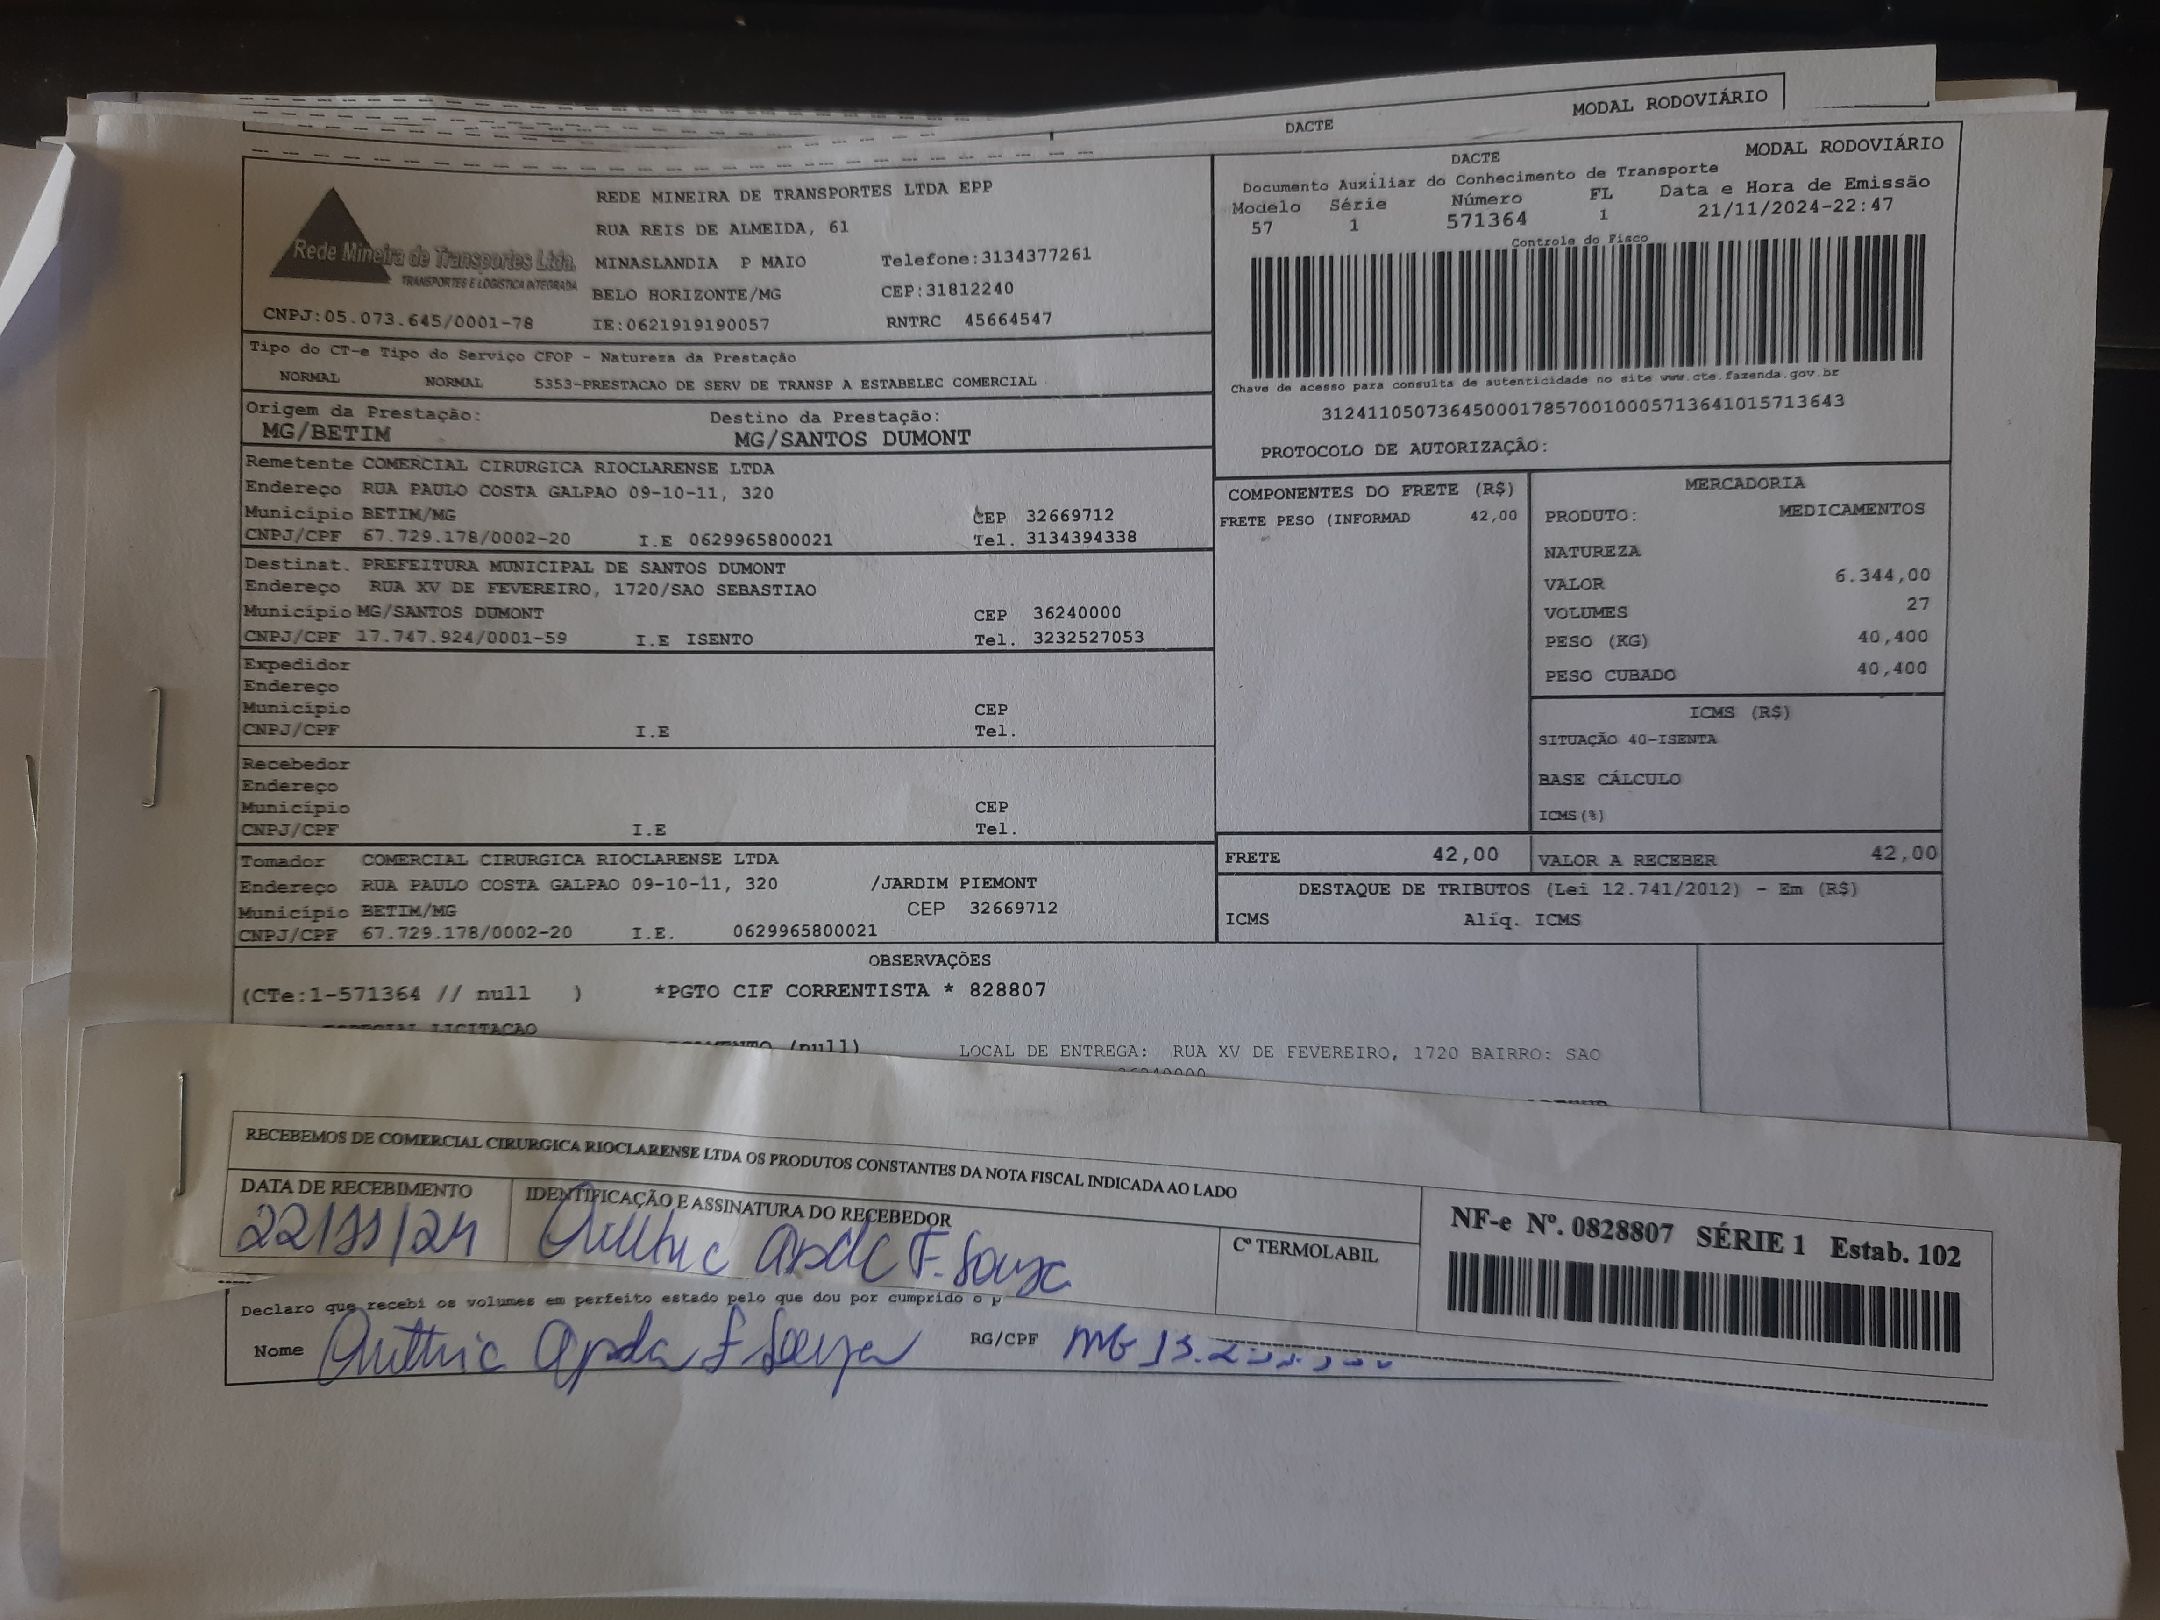 MODAL RODOVIÁRIO
DACTE
REDE MINEIRA DE TRANSPORTES LTDA EPP
RUA REIS DE ALMEIDA, 61
MINASLANDIA P MAIO Telefone:3134377261
BELO HORIZONTE/MG CEP:31812240
IE:0621919190057 RNTRC 45664547
Rede Mineira de Transportes Ltda.
TRANSPORTES E LOGÍSTICA INTEGRADA
CNPJ:05.073.645/0001-78
DACTE MODAL RODOVIÁRIO
Documento Auxiliar do Conhecimento de Transporte
Modelo Série Número FL Data e Hora de Emissão
57 1 571364 1 21/11/2024-22:47
Controle do Fisco
Chave de acesso para consulta de autenticidade no site www.cte.fazenda.gov.br
31241105073645000178570010005713641015713643
PROTOCOLO DE AUTORIZAÇÃO:
Tipo do CT-e Tipo do Serviço CFOP - Natureza da Prestação
NORMAL NORMAL 5353-PRESTACAO DE SERV DE TRANSP A ESTABELEC COMERCIAL
Origem da Prestação: Destino da Prestação:
MG/BETIM MG/SANTOS DUMONT
Remetente COMERCIAL CIRURGICA RIOCLARENSE LTDA
Endereço RUA PAULO COSTA GALPAO 09-10-11, 320
Município BETIM/MG CEP 32669712
CNPJ/CPF 67.729.178/0002-20 I.E 0629965800021 Tel. 3134394338
Destinat. PREFEITURA MUNICIPAL DE SANTOS DUMONT
Endereço RUA XV DE FEVEREIRO, 1720/SAO SEBASTIAO
Município MG/SANTOS DUMONT CEP 36240000
CNPJ/CPF 17.747.924/0001-59 I.E ISENTO Tel. 3232527053
Expedidor
Endereço
Município CEP
CNPJ/CPF I.E Tel.
Recebedor
Endereço
Município CEP
CNPJ/CPF I.E Tel.
Tomador COMERCIAL CIRURGICA RIOCLARENSE LTDA
Endereço RUA PAULO COSTA GALPAO 09-10-11, 320 /JARDIM PIEMONT
Município BETIM/MG CEP 32669712
CNPJ/CPF 67.729.178/0002-20 I.E. 0629965800021
COMPONENTES DO FRETE (R$)
FRETE PESO (INFORMAD 42,00
MERCADORIA
PRODUTO: MEDICAMENTOS
NATUREZA
VALOR 6.344,00
VOLUMES 27
PESO (KG) 40,400
PESO CUBADO 40,400
ICMS (R$)
SITUAÇÃO 40-ISENTA
BASE CÁLCULO
ICMS(%)
FRETE 42,00 VALOR A RECEBER 42,00
DESTAQUE DE TRIBUTOS (Lei 12.741/2012) - Em (R$)
ICMS Alíq. ICMS
OBSERVAÇÕES
(CTe:1-571364 // null ) *PGTO CIF CORRENTISTA * 828807
ESPECIAL LICITACAO
(null)
LOCAL DE ENTREGA: RUA XV DE FEVEREIRO, 1720 BAIRRO: SAO
36240000
RECEBEMOS DE COMERCIAL CIRURGICA RIOCLARENSE LTDA OS PRODUTOS CONSTANTES DA NOTA FISCAL INDICADA AO LADO
DATA DE RECEBIMENTO IDENTIFICAÇÃO E ASSINATURA DO RECEBEDOR
22/11/24 F. Souza
Cº TERMOLABIL
NF-e Nº. 0828807 SÉRIE 1 Estab. 102
Declaro que recebi os volumes em perfeito estado pelo que dou por cumprido o p
Nome F Souza RG/CPF MG